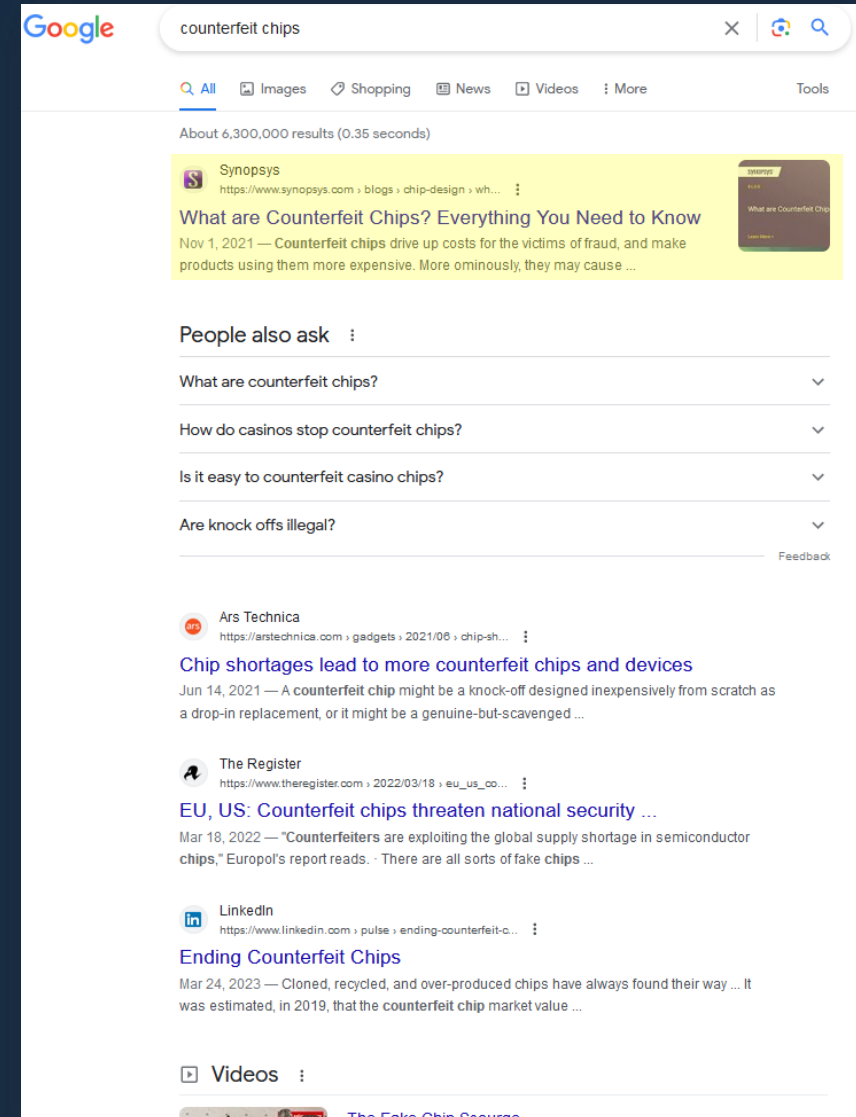 Google
counterfeit chips
All Images Shopping News Videos More Tools
About 6,300,000 results (0.35 seconds)
Synopsys
https://www.synopsys.com › blogs › chip-design › wh...
What are Counterfeit Chips? Everything You Need to Know
Nov 1, 2021 — Counterfeit chips drive up costs for the victims of fraud, and make
products using them more expensive. More ominously, they may cause ...
SYNOPSYS
BLOG
What are Counterfeit Chip
Learn More
People also ask
What are counterfeit chips?
How do casinos stop counterfeit chips?
Is it easy to counterfeit casino chips?
Are knock offs illegal?
Feedback
ars
Ars Technica
https://arstechnica.com › gadgets › 2021/06 › chip-sh...
Chip shortages lead to more counterfeit chips and devices
Jun 14, 2021 — A counterfeit chip might be a knock-off designed inexpensively from scratch as
a drop-in replacement, or it might be a genuine-but-scavenged ...
The Register
https://www.theregister.com › 2022/03/18 › eu_us_co...
EU, US: Counterfeit chips threaten national security ...
Mar 18, 2022 — "Counterfeiters are exploiting the global supply shortage in semiconductor
chips," Europol's report reads. · There are all sorts of fake chips ...
in
LinkedIn
https://www.linkedin.com › pulse › ending-counterfeit-c...
Ending Counterfeit Chips
Mar 24, 2023 — Cloned, recycled, and over-produced chips have always found their way ... It
was estimated, in 2019, that the counterfeit chip market value ...
Videos
The Fake Chip Scourge